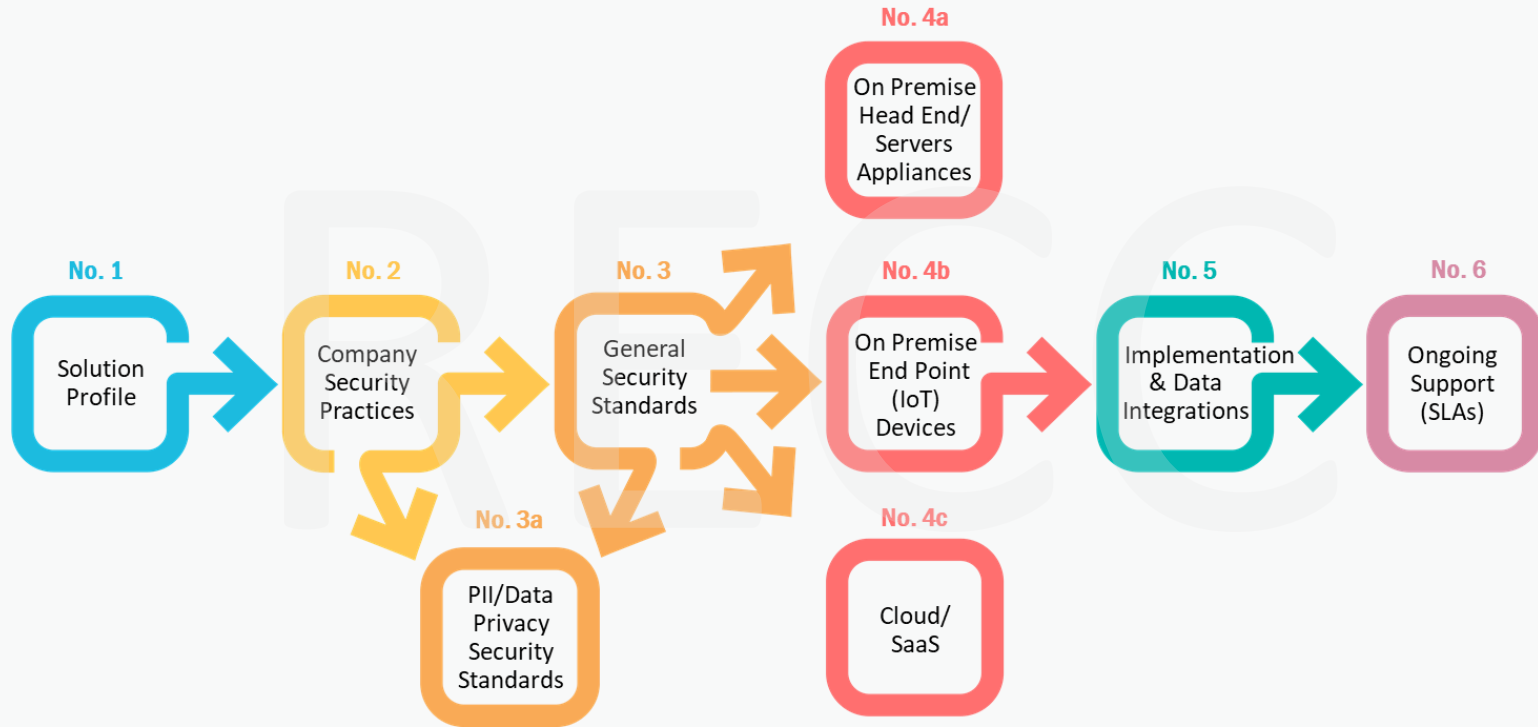 No. 4a
On Premise
Head End/
Servers
Appliances
No. 1
Solution
Profile
No. 2
Company
Security
Practices
No. 3
General
Security
Standards
No. 4b
On Premise
End Point
(IoT)
Devices
No. 5
Implementation
& Data
Integrations
No. 6
Ongoing
Support
(SLAs)
No. 3a
PII/Data
Privacy
Security
Standards
No. 4c
Cloud/
SaaS
RECC